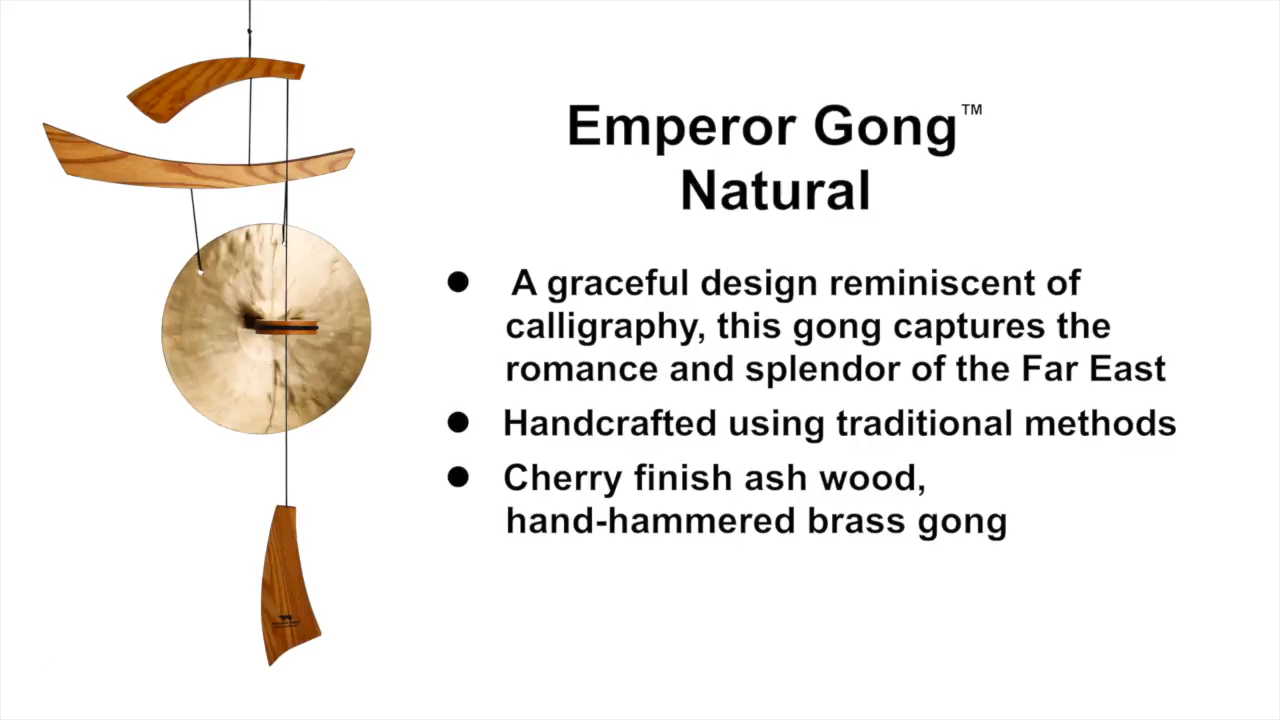 Emperor Gong™
Natural
● A graceful design reminiscent of
calligraphy, this gong captures the
romance and splendor of the Far East
● Handcrafted using traditional methods
● Cherry finish ash wood,
hand-hammered brass gong